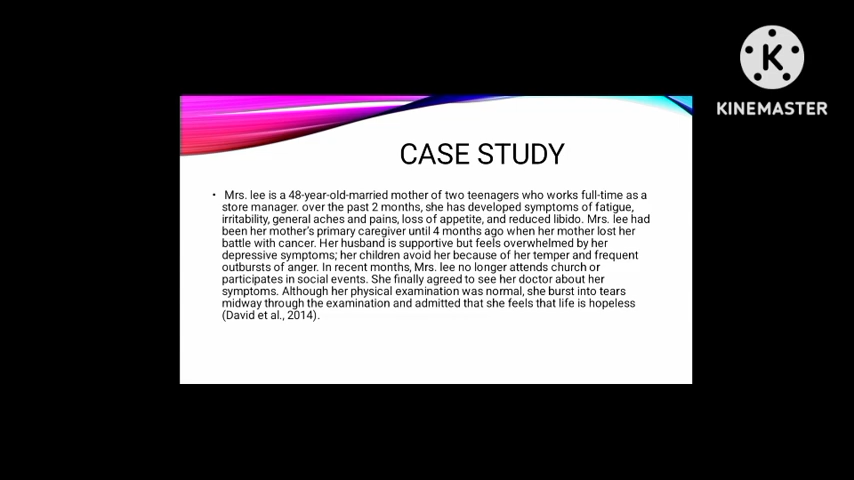 K
KINEMASTER
CASE STUDY
• Mrs. lee is a 48-year-old-married mother of two teenagers who works full-time as a
store manager. over the past 2 months, she has developed symptoms of fatigue,
irritability, general aches and pains, loss of appetite, and reduced libido. Mrs. lee had
been her mother's primary caregiver until 4 months ago when her mother lost her
battle with cancer. Her husband is supportive but feels overwhelmed by her
depressive symptoms; her children avoid her because of her temper and frequent
outbursts of anger. In recent months, Mrs. lee no longer attends church or
participates in social events. She finally agreed to see her doctor about her
symptoms. Although her physical examination was normal, she burst into tears
midway through the examination and admitted that she feels that life is hopeless
(David et al., 2014).